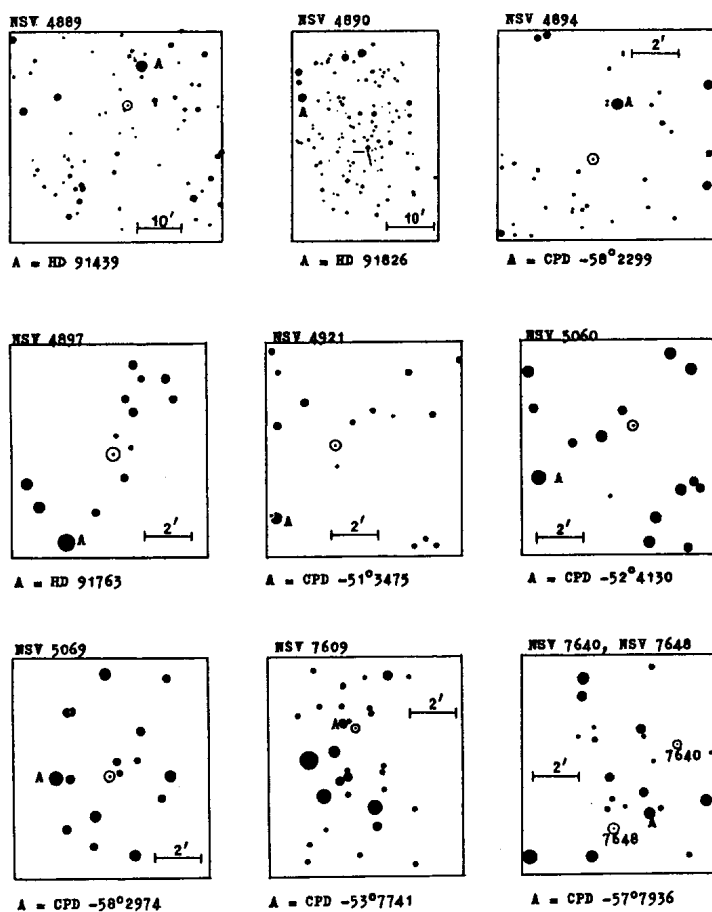 NSV 4889
NSV 4890
NSV 4894
A
A
A
2'
10'
10'
A = HD 91439
A = HD 91826
A = CPD -58°2299
NSV 4897
NSV 4921
NSV 5060
A
A
A
2'
2'
2'
A = HD 91763
A = CPD -51°3475
A = CPD -52°4130
NSV 5069
NSV 7609
NSV 7640, NSV 7648
A
A
A
2'
2'
2'
7640
7648
A = CPD -58°2974
A = CPD -53°7741
A = CPD -57°7936